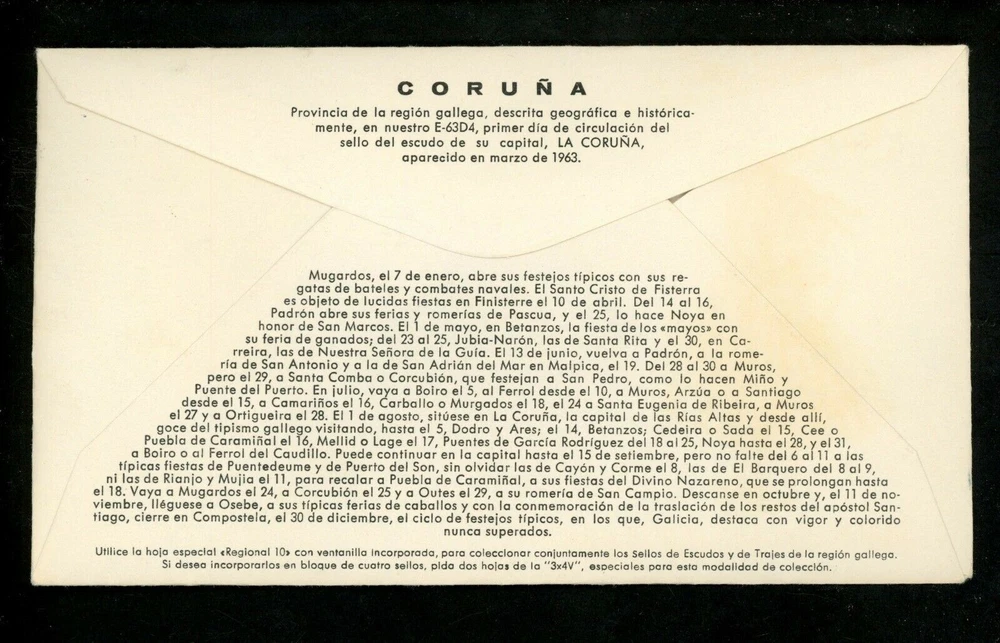 CORUÑA
Provincia de la región gallega, descrita geográfica e histórica-
mente, en nuestro E-63D4, primer día de circulación del
sello del escudo de su capital, LA CORUÑA,
aparecido en marzo de 1963.
Mugardos, el 7 de enero, abre sus festejos típicos con sus re-
gatas de bateles y combates navales. El Santo Cristo de Fisterra
es objeto de lucidas fiestas en Finisterre el 10 de abril. Del 14 al 16,
Padrón abre sus ferias y romerías de Pascua, y el 25, lo hace Noya en
honor de San Marcos. El 1 de mayo, en Betanzos, la fiesta de los «mayos» con
su feria de ganados; del 23 al 25, Jubia-Narón, las de Santa Rita y el 30, en Ca-
rreira, las de Nuestra Señora de la Guía. El 13 de junio, vuelva a Padrón, a la rome-
ría de San Antonio y a la de San Adrián del Mar en Malpica, el 19. Del 28 al 30 a Muros,
pero el 29, a Santa Comba o Corcubión, que festejan a San Pedro, como lo hacen Miño y
Puente del Puerto. En julio, vaya a Boiro el 5, al Ferrol desde el 10, a Muros, Arzúa o a Santiago
desde el 15, a Camariños el 16, Carballo o Murgados el 18, el 24 a Santa Eugenia de Ribeira, a Muros
el 27 y a Ortigueira el 28. El 1 de agosto, sitúese en La Coruña, la capital de las Rías Altas y desde allí,
goce del tipismo gallego visitando, hasta el 5, Dodro y Ares; el 14, Betanzos; Cedeira o Sada el 15, Cee o
Puebla de Caramiñal el 16, Mellid o Lage el 17, Puentes de García Rodríguez del 18 al 25, Noya hasta el 28, y el 31,
a Boiro o al Ferrol del Caudillo. Puede continuar en la capital hasta el 15 de setiembre, pero no falte del 6 al 11 a las
típicas fiestas de Puentedeume y de Puerto del Son, sin olvidar las de Cayón y Corme el 8, las de El Barquero del 8 al 9,
ni las de Rianjo y Mujia el 11, para recalar a Puebla de Caramiñal, a sus fiestas del Divino Nazareno, que se prolongan hasta
el 18. Vaya a Mugardos el 24, a Corcubión el 25 y a Outes el 29, a su romería de San Campio. Descanse en octubre y, el 11 de no-
viembre, lléguese a Osebe, a sus típicas ferias de caballos y con la conmemoración de la traslación de los restos del apóstol San-
tiago, cierre en Compostela, el 30 de diciembre, el ciclo de festejos típicos, en los que, Galicia, destaca con vigor y colorido
nunca superados.
Utilice la hoja especial «Regional 10» con ventanilla incorporada, para coleccionar conjuntamente los Sellos de Escudos y de Trajes de la región gallega.
Si desea incorporarlos en bloque de cuatro sellos, pida dos hojas de la "3x4V", especiales para esta modalidad de colección.